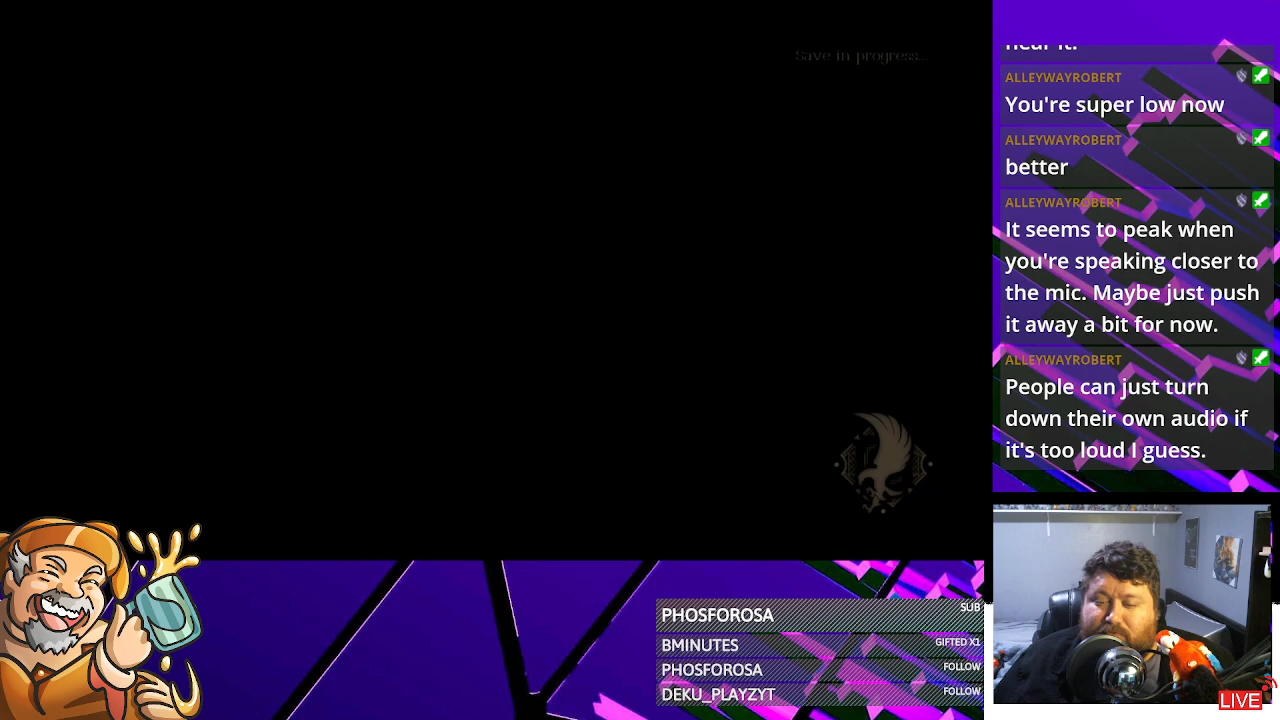 Save in progress...
hear it.
ALLEYWAYROBERT
You're super low now
ALLEYWAYROBERT
better
ALLEYWAYROBERT
It seems to peak when
you're speaking closer to
the mic. Maybe just push
it away a bit for now.
ALLEYWAYROBERT
People can just turn
down their own audio if
it's too loud I guess.
PHOSFOROSA SUB
BMINUTES GIFTED X1
PHOSFOROSA FOLLOW
DEKU_PLAYZYT FOLLOW
LIVE